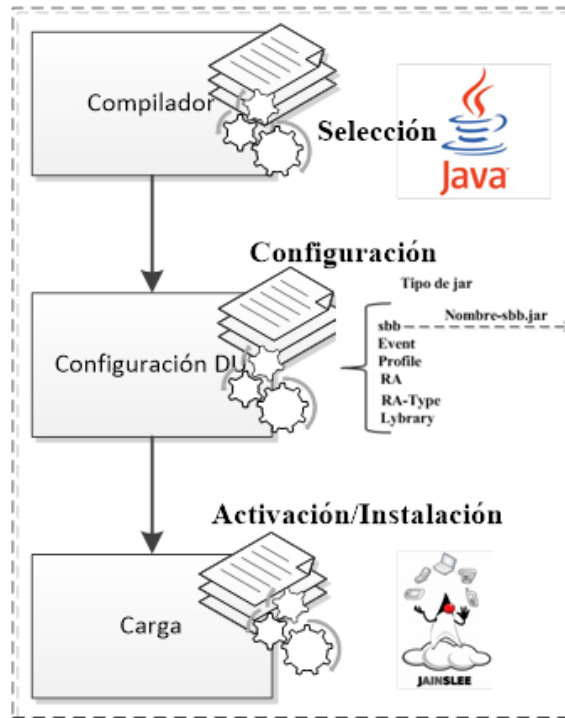 Compilador
Selección
Java
Configuración
Tipo de jar
Configuración DU
sbb
Nombre-sbb.jar
Event
Profile
RA
RA-Type
Lybrary
Activación/Instalación
Carga
JAINSLEE